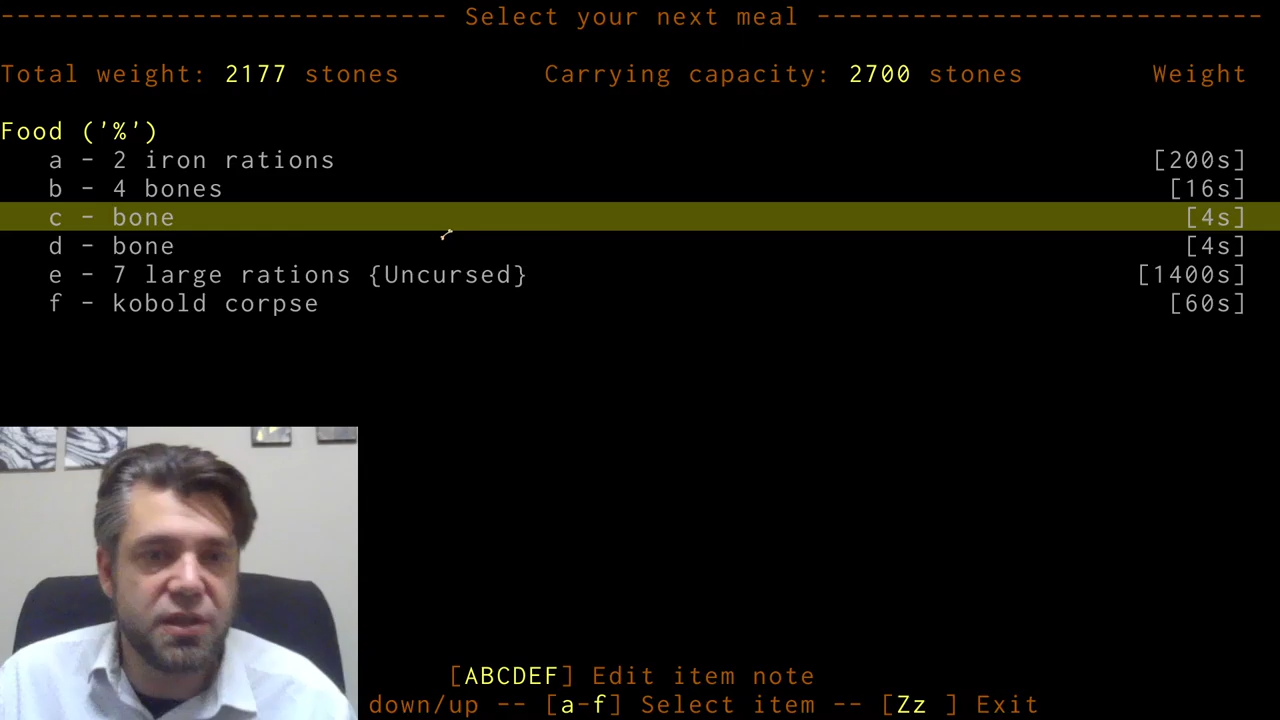 ---------------------------- Select your next meal ----------------------------
Total weight: 2177 stones Carrying capacity: 2700 stones Weight
Food ('%')
a - 2 iron rations [200s]
b - 4 bones [16s]
c - bone [4s]
d - bone [4s]
e - 7 large rations {Uncursed} [1400s]
f - kobold corpse [60s]
[ABCDEF] Edit item note
down/up -- [a-f] Select item -- [Zz ] Exit